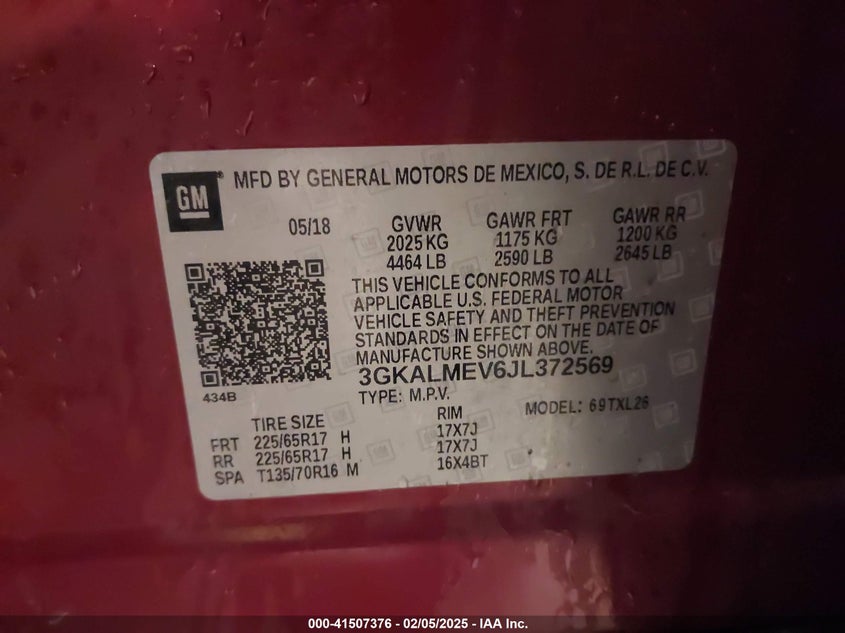 GM MFD BY GENERAL MOTORS DE MEXICO, S. DE R.L. DE C.V.
05/18 GVWR GAWR FRT GAWR RR
2025 KG 1175 KG 1200 KG
4464 LB 2590 LB 2645 LB
THIS VEHICLE CONFORMS TO ALL
APPLICABLE U.S. FEDERAL MOTOR
VEHICLE SAFETY AND THEFT PREVENTION
STANDARDS IN EFFECT ON THE DATE OF
MANUFACTURE SHOWN ABOVE.
3GKALMEV6JL372569
434B TYPE: M.P.V. MODEL: 69TXL26
TIRE SIZE RIM
FRT 225/65R17 H 17X7J
RR 225/65R17 H 17X7J
SPA T135/70R16 M 16X4BT
000-41507376 - 02/05/2025 - IAA Inc.